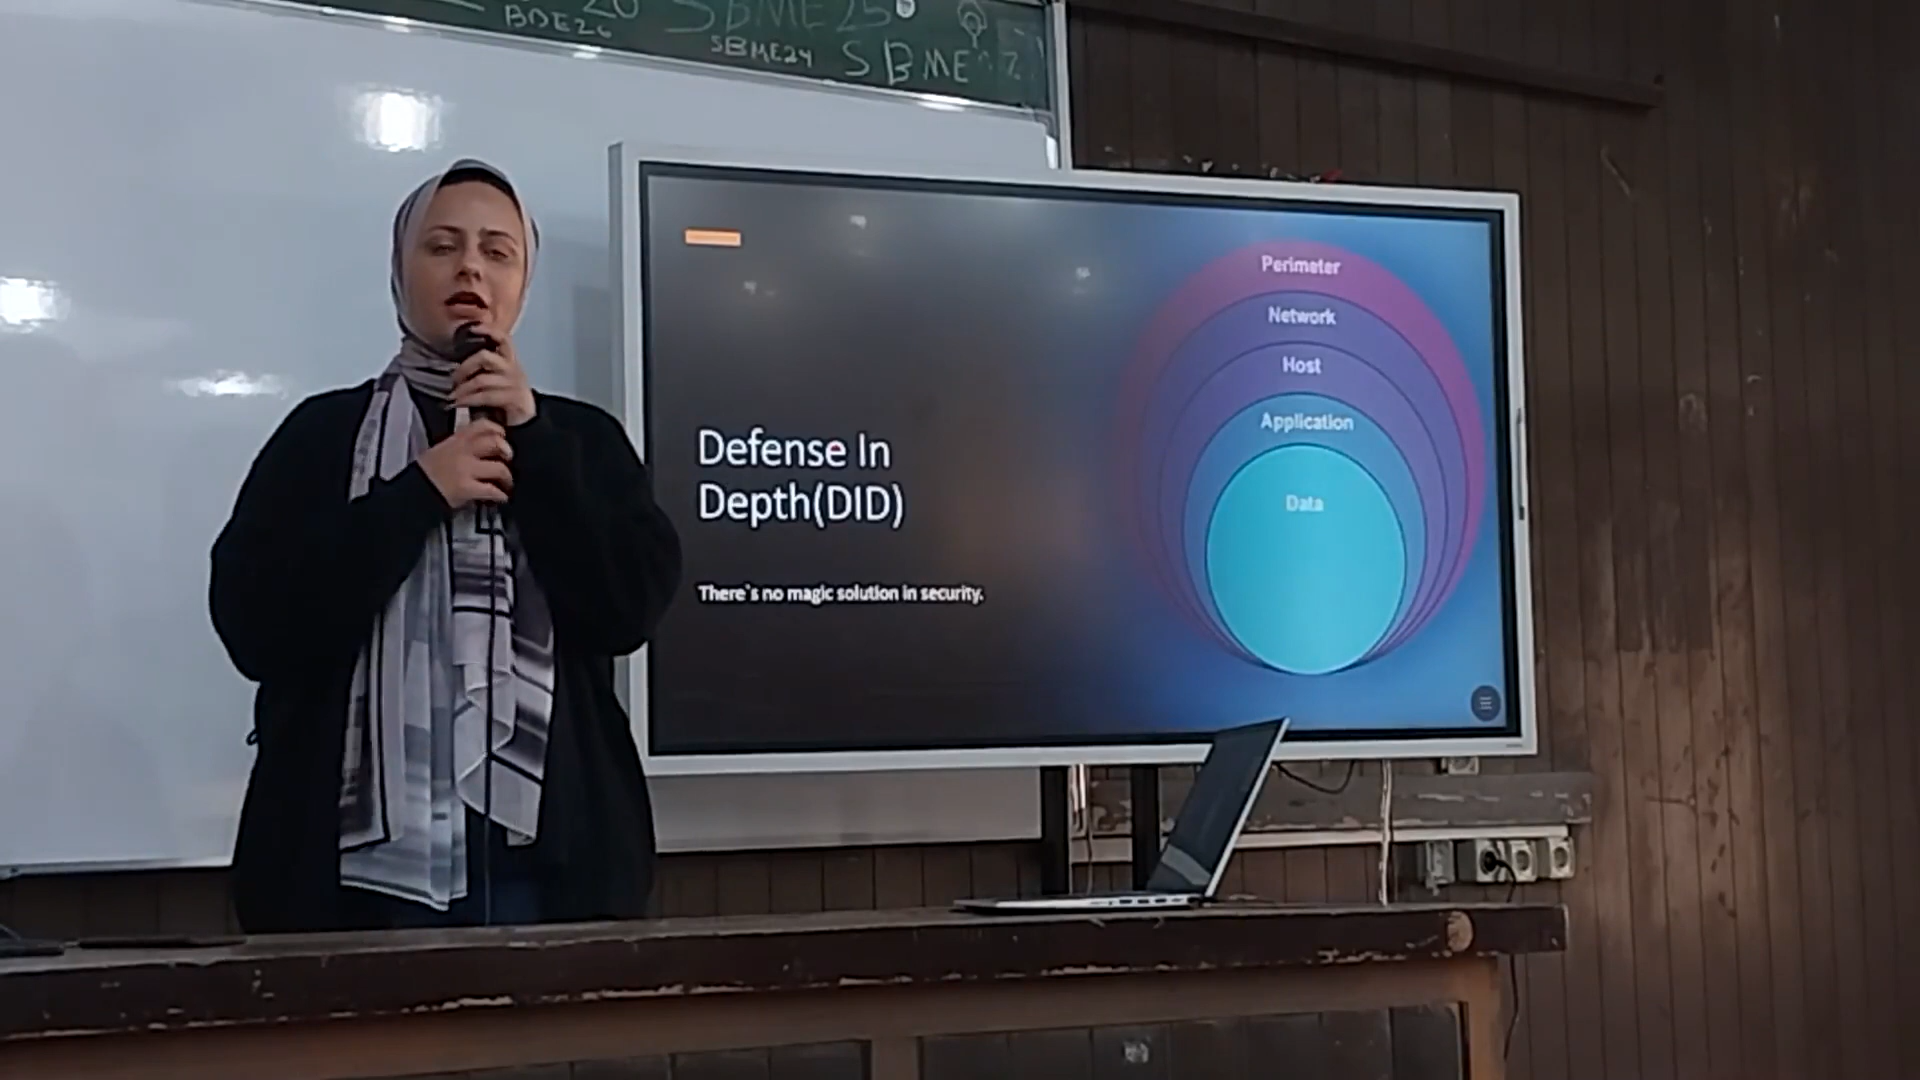 20 SBME25
BDE26
SBME24 SBME
Perimeter
Network
Host
Application
Data
Defense In
Depth(DID)
There`s no magic solution in security.